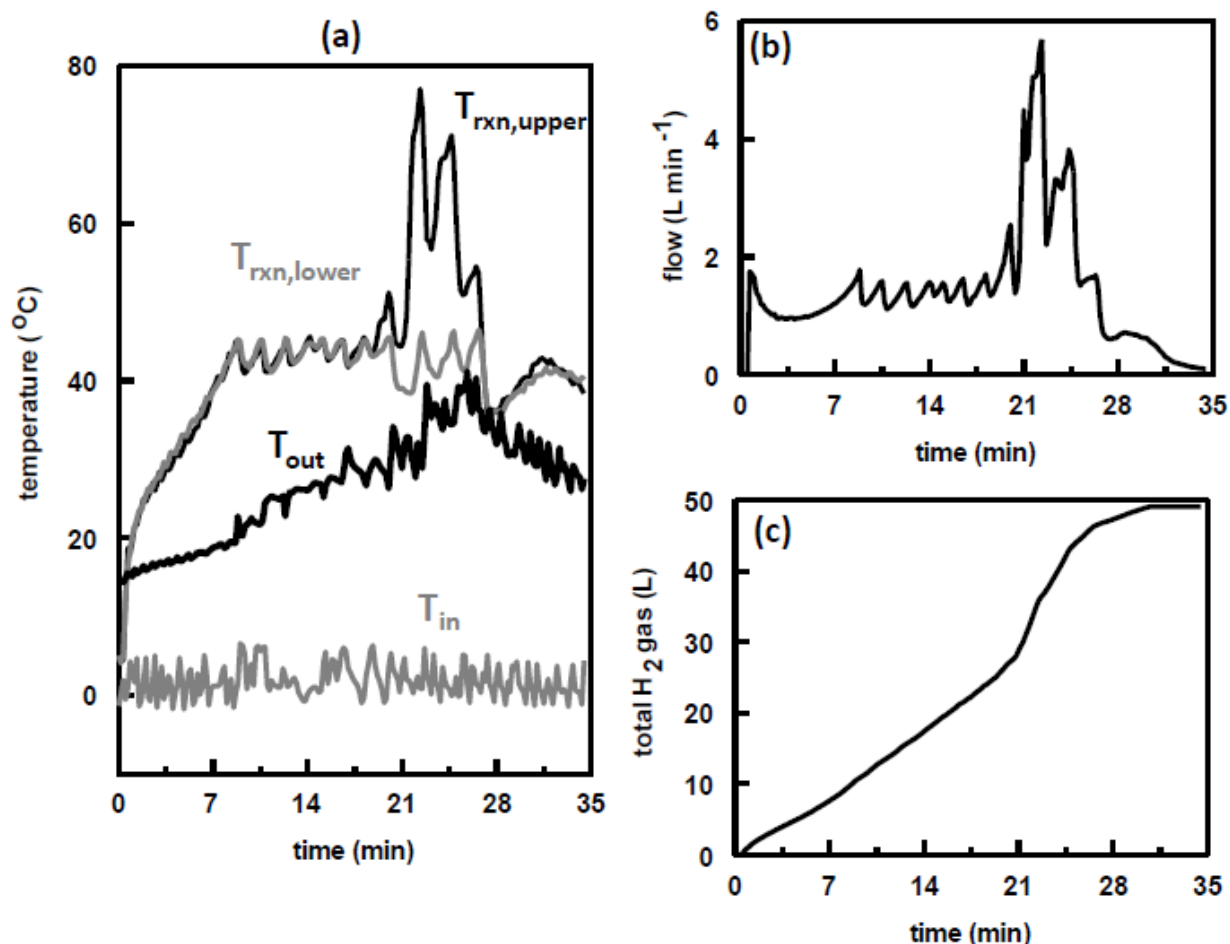 (a)
80
60
40
20
0
temperature ( °C)
T rxn,upper
T rxn,lower
T out
T in
0 7 14 21 28 35
time (min)
(b)
6
4
2
0
flow (L min -1)
0 7 14 21 28 35
time (min)
(c)
50
40
30
20
10
0
total H 2 gas (L)
0 7 14 21 28 35
time (min)